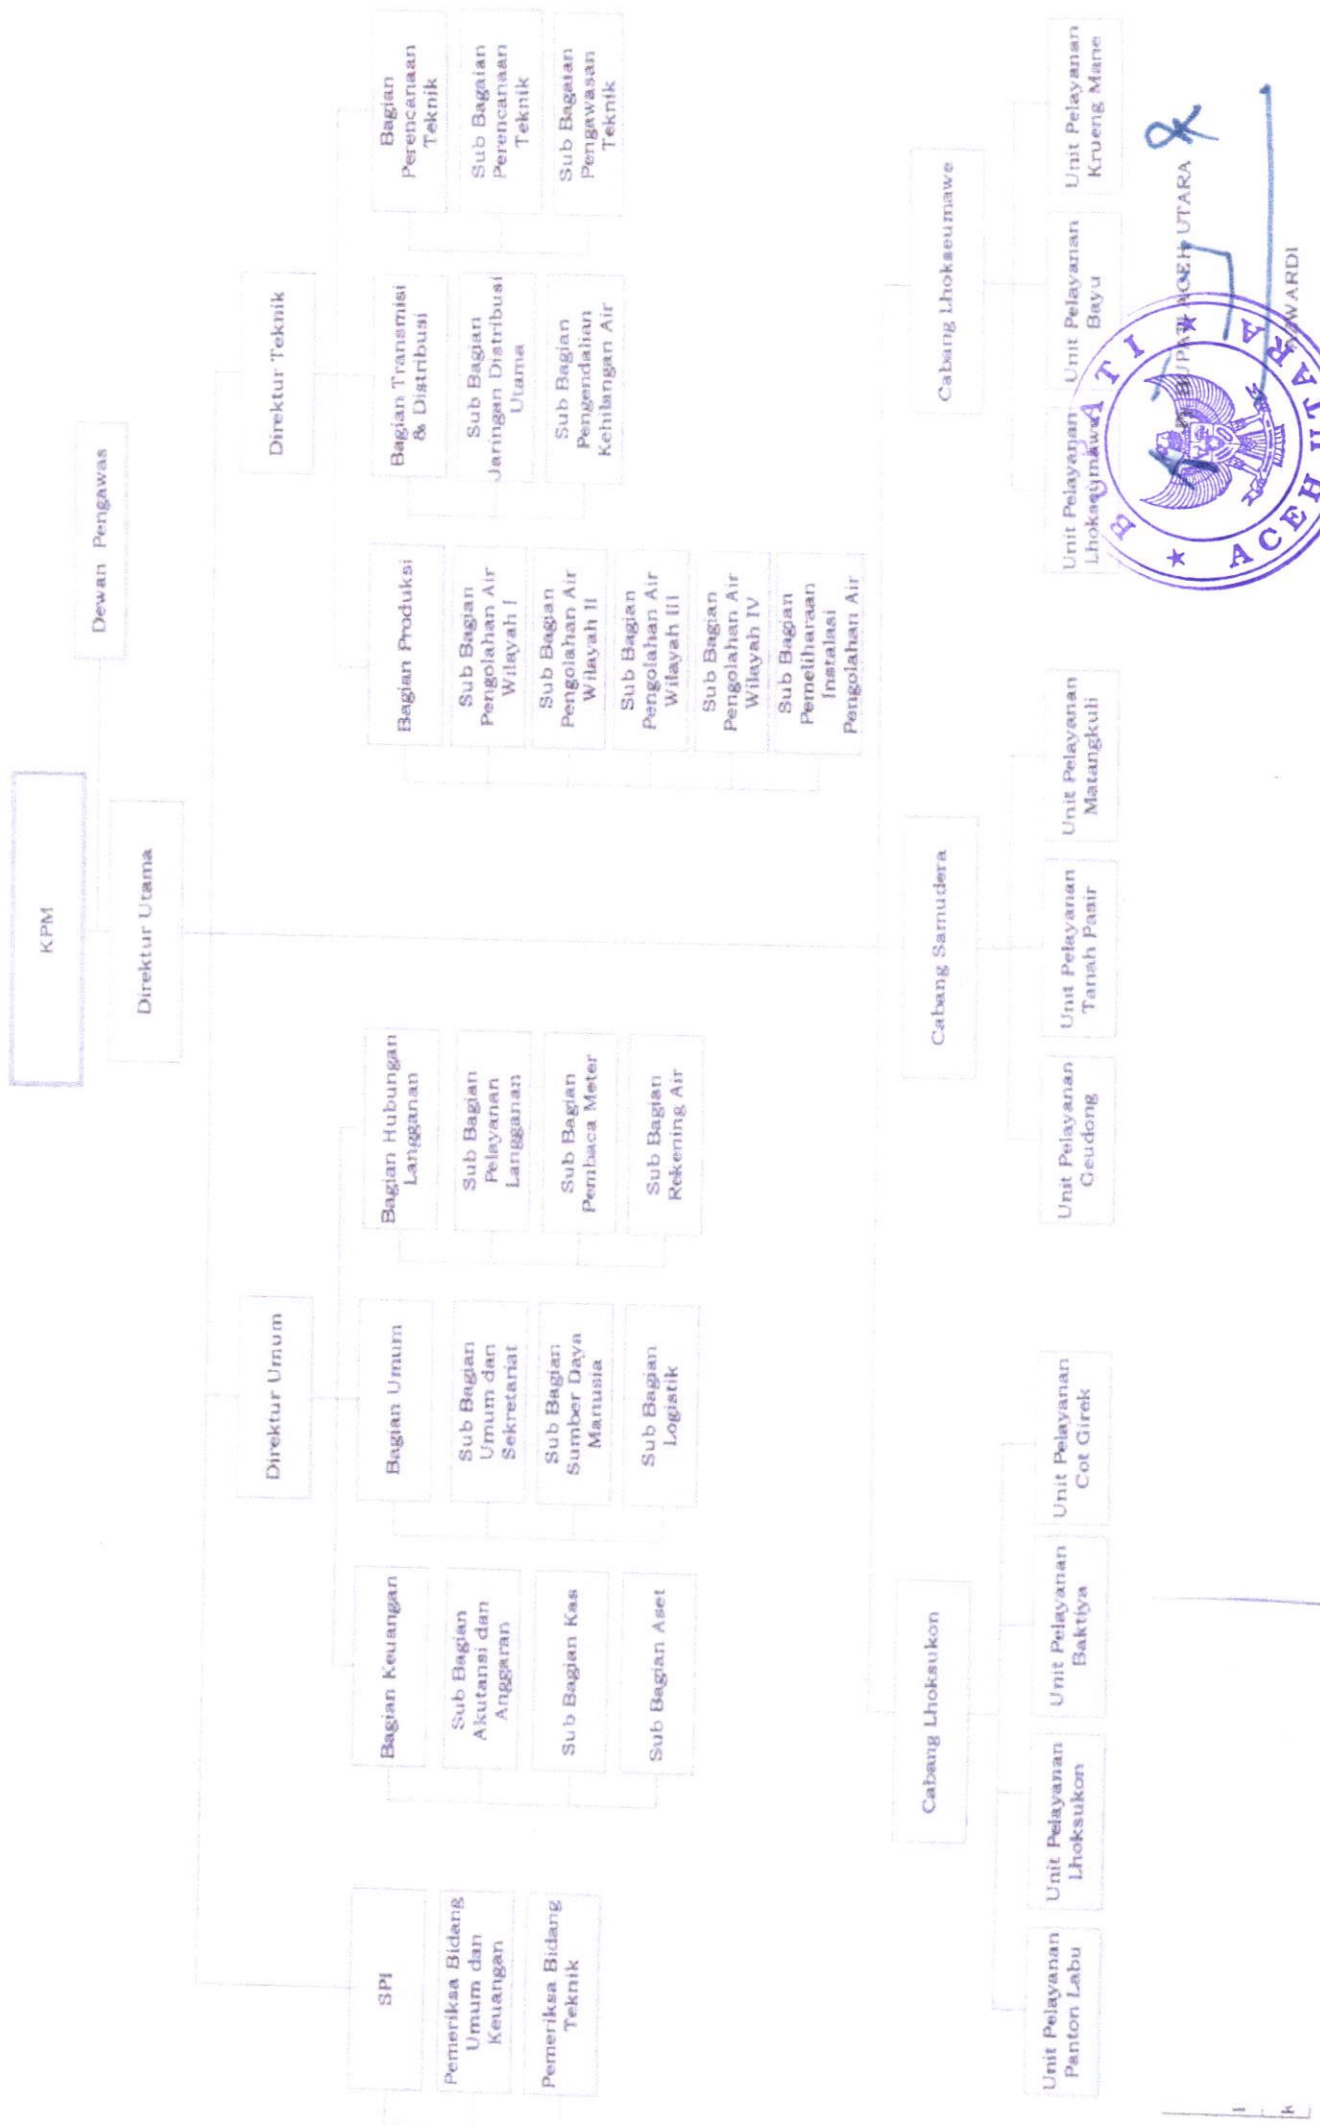 KPM
Dewan Pengawas
Direktur Utama
Direktur Umum
Direktur Teknik
SPI
Pemeriksa Bidang
Umum dan
Keuangan
Pemeriksa Bidang
Teknik
Bagian Keuangan
Sub Bagian
Akutansi dan
Anggaran
Sub Bagian Kas
Sub Bagian Aset
Bagian Umum
Sub Bagian
Umum dan
Sekretariat
Sub Bagian
Sumber Daya
Manusia
Sub Bagian
Logistik
Bagian Hubungan
Langganan
Sub Bagian
Pelayanan
Langganan
Sub Bagian
Pembaca Meter
Sub Bagian
Rekening Air
Bagian Produksi
Sub Bagian
Pengolahan Air
Wilayah I
Sub Bagian
Pengolahan Air
Wilayah II
Sub Bagian
Pengolahan Air
Wilayah III
Sub Bagian
Pengolahan Air
Wilayah IV
Sub Bagian
Pemeliharaan
Instalasi
Pengolahan Air
Bagian Transmisi
& Distribusi
Sub Bagian
Jaringan Distribusi
Utama
Sub Bagian
Pengendalian
Kehilangan Air
Bagian
Perencanaan
Teknik
Sub Bagaian
Perencanaan
Teknik
Sub Bagaian
Pengawasan
Teknik
Cabang Lhoksukon
Unit Pelayanan
Panton Labu
Unit Pelayanan
Lhoksukon
Unit Pelayanan
Baktiya
Unit Pelayanan
Cot Girek
Cabang Samudera
Unit Pelayanan
Geudong
Unit Pelayanan
Tanah Pasir
Unit Pelayanan
Matangkuli
Cabang Lhokseumawe
Unit Pelayanan
Lhokseumawe
Unit Pelayanan
Bayu
Unit Pelayanan
Krueng Mane
BUPATI ACEH UTARA
BUPATI
ACEH UTARA